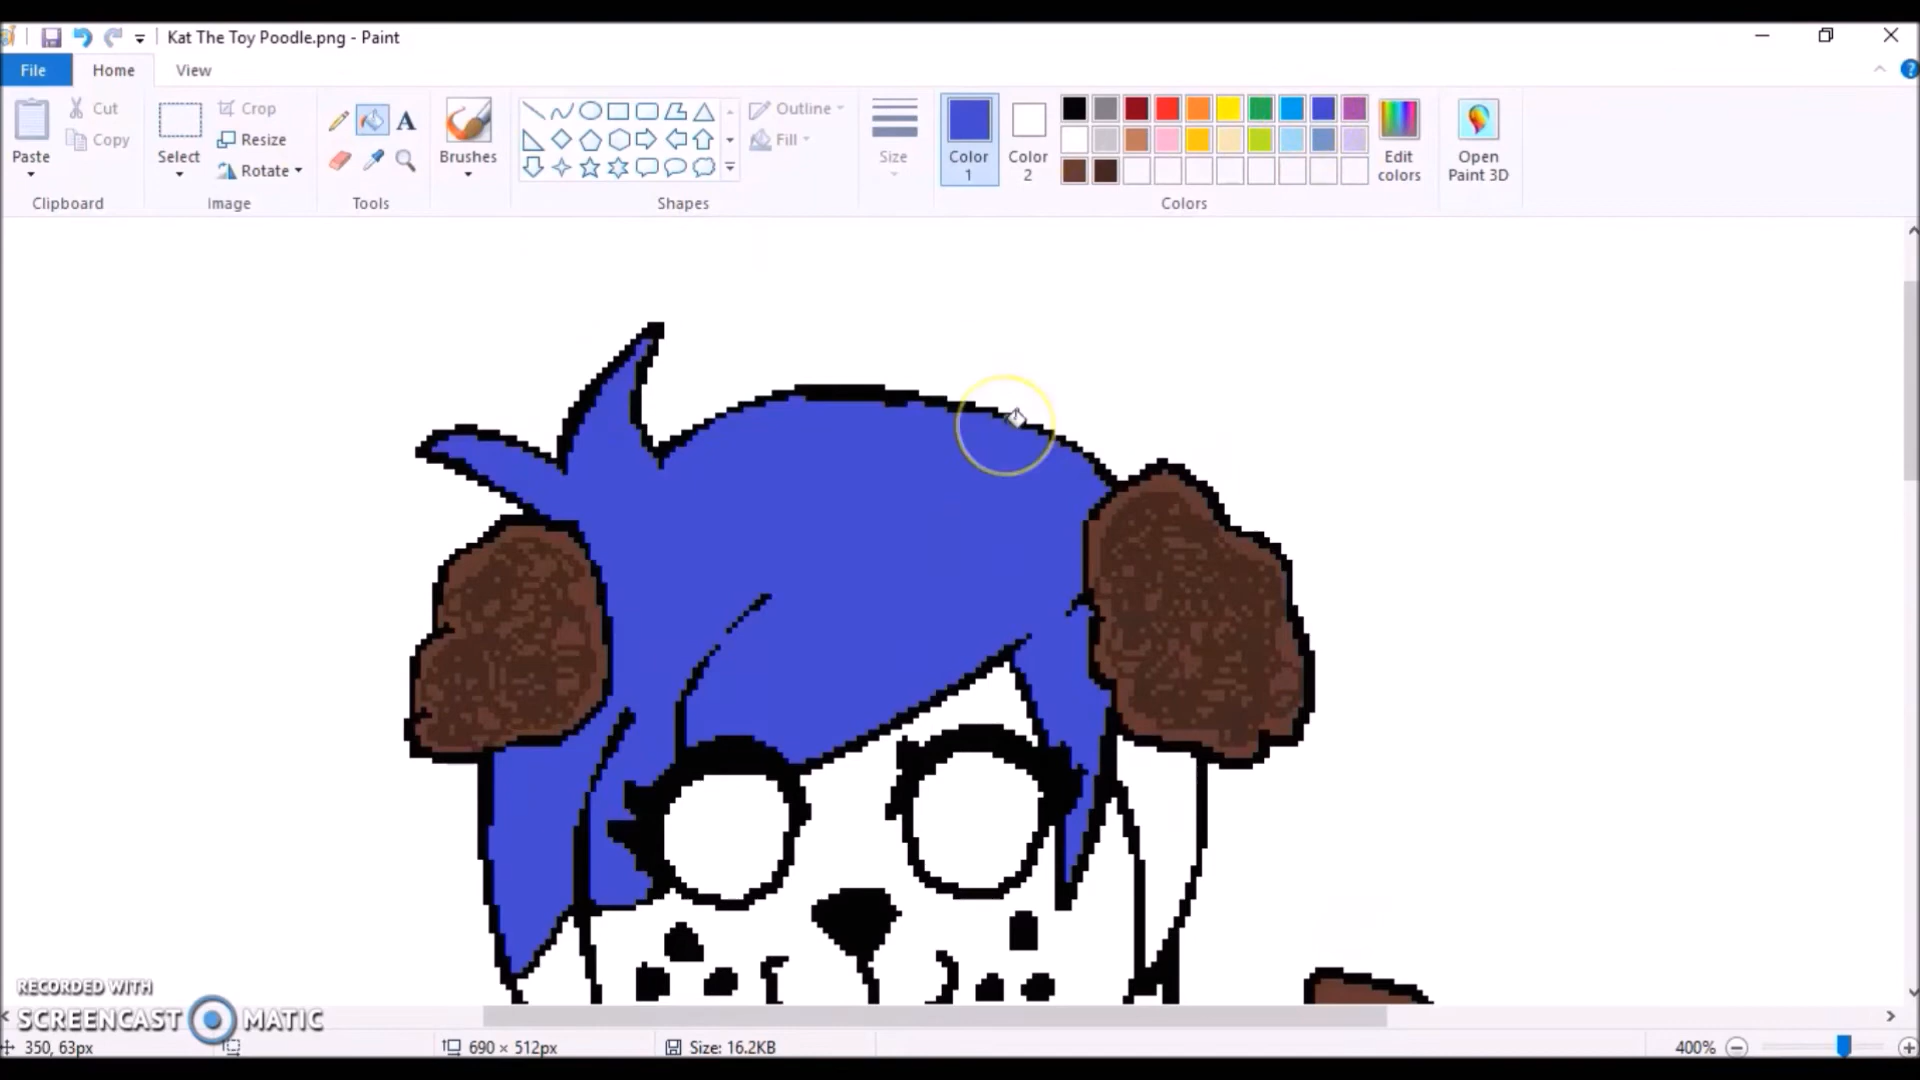 Kat The Toy Poodle.png - Paint
File Home View
Paste
Cut
Copy
Clipboard
Select
Crop
Resize
Rotate
Image
A
Tools
Brushes
Outline
Fill
Shapes
Size
Color 1
Color 2
Edit colors
Open Paint 3D
Colors
RECORDED WITH
SCREENCAST MATIC
350, 63px
690 × 512px
Size: 16.2KB
400%